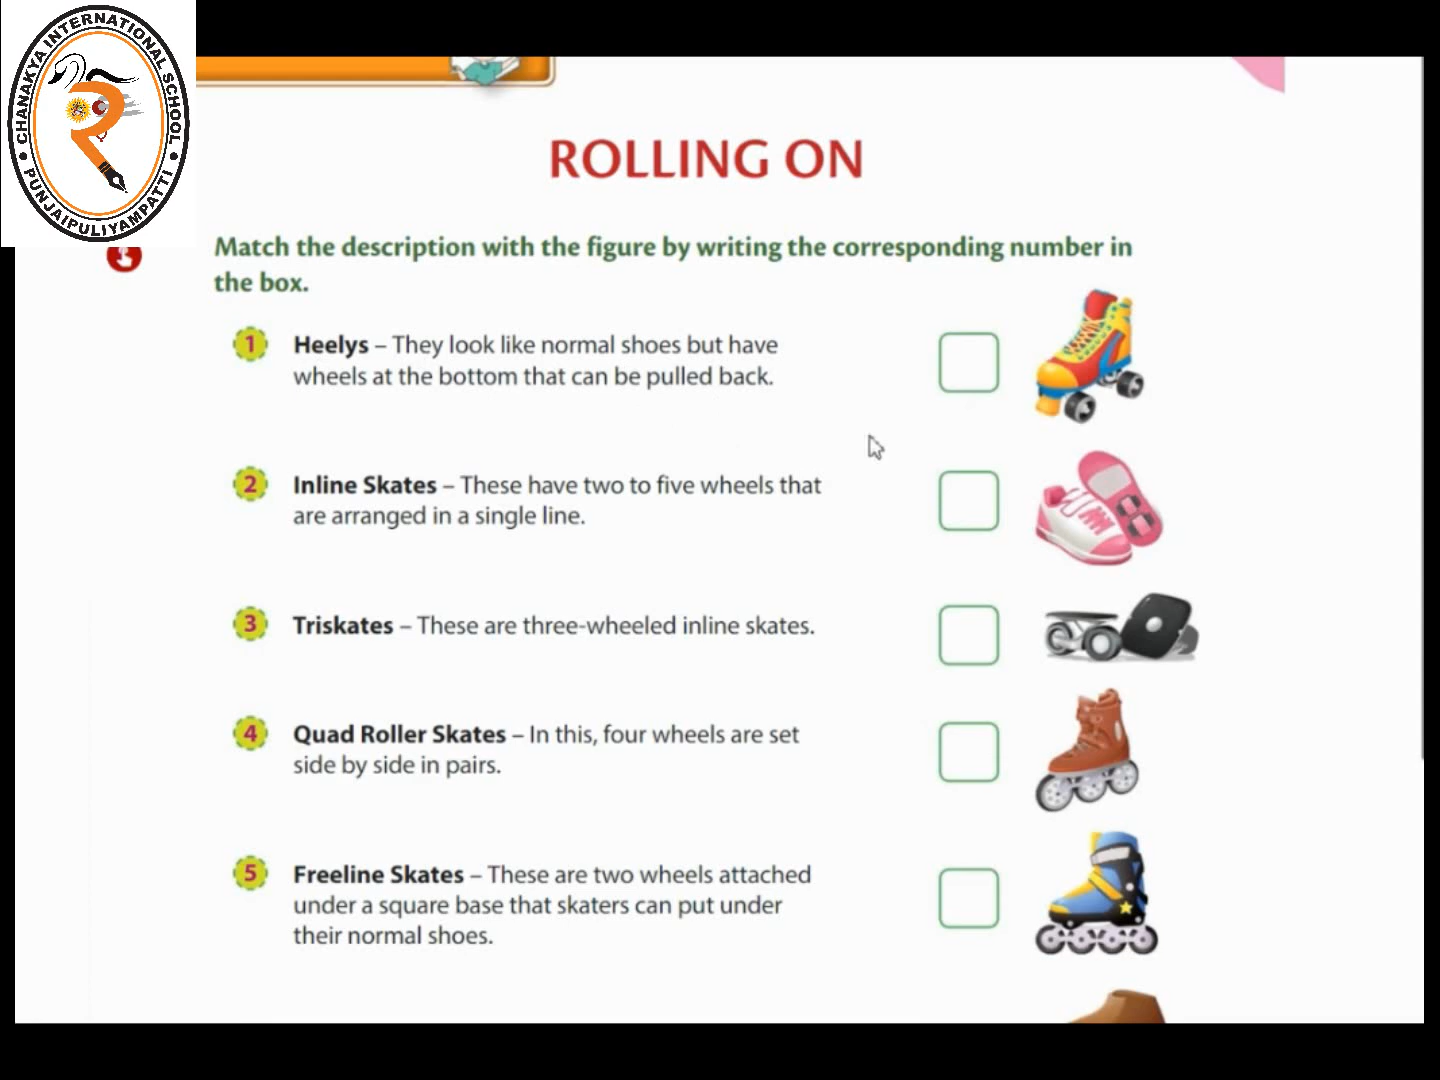 CHANAKYA INTERNATIONAL SCHOOL
PUNJAIPULIYAMPATTI
ROLLING ON
Match the description with the figure by writing the corresponding number in
the box.
1 Heelys – They look like normal shoes but have
wheels at the bottom that can be pulled back.
2 Inline Skates – These have two to five wheels that
are arranged in a single line.
3 Triskates – These are three-wheeled inline skates.
4 Quad Roller Skates – In this, four wheels are set
side by side in pairs.
5 Freeline Skates – These are two wheels attached
under a square base that skaters can put under
their normal shoes.